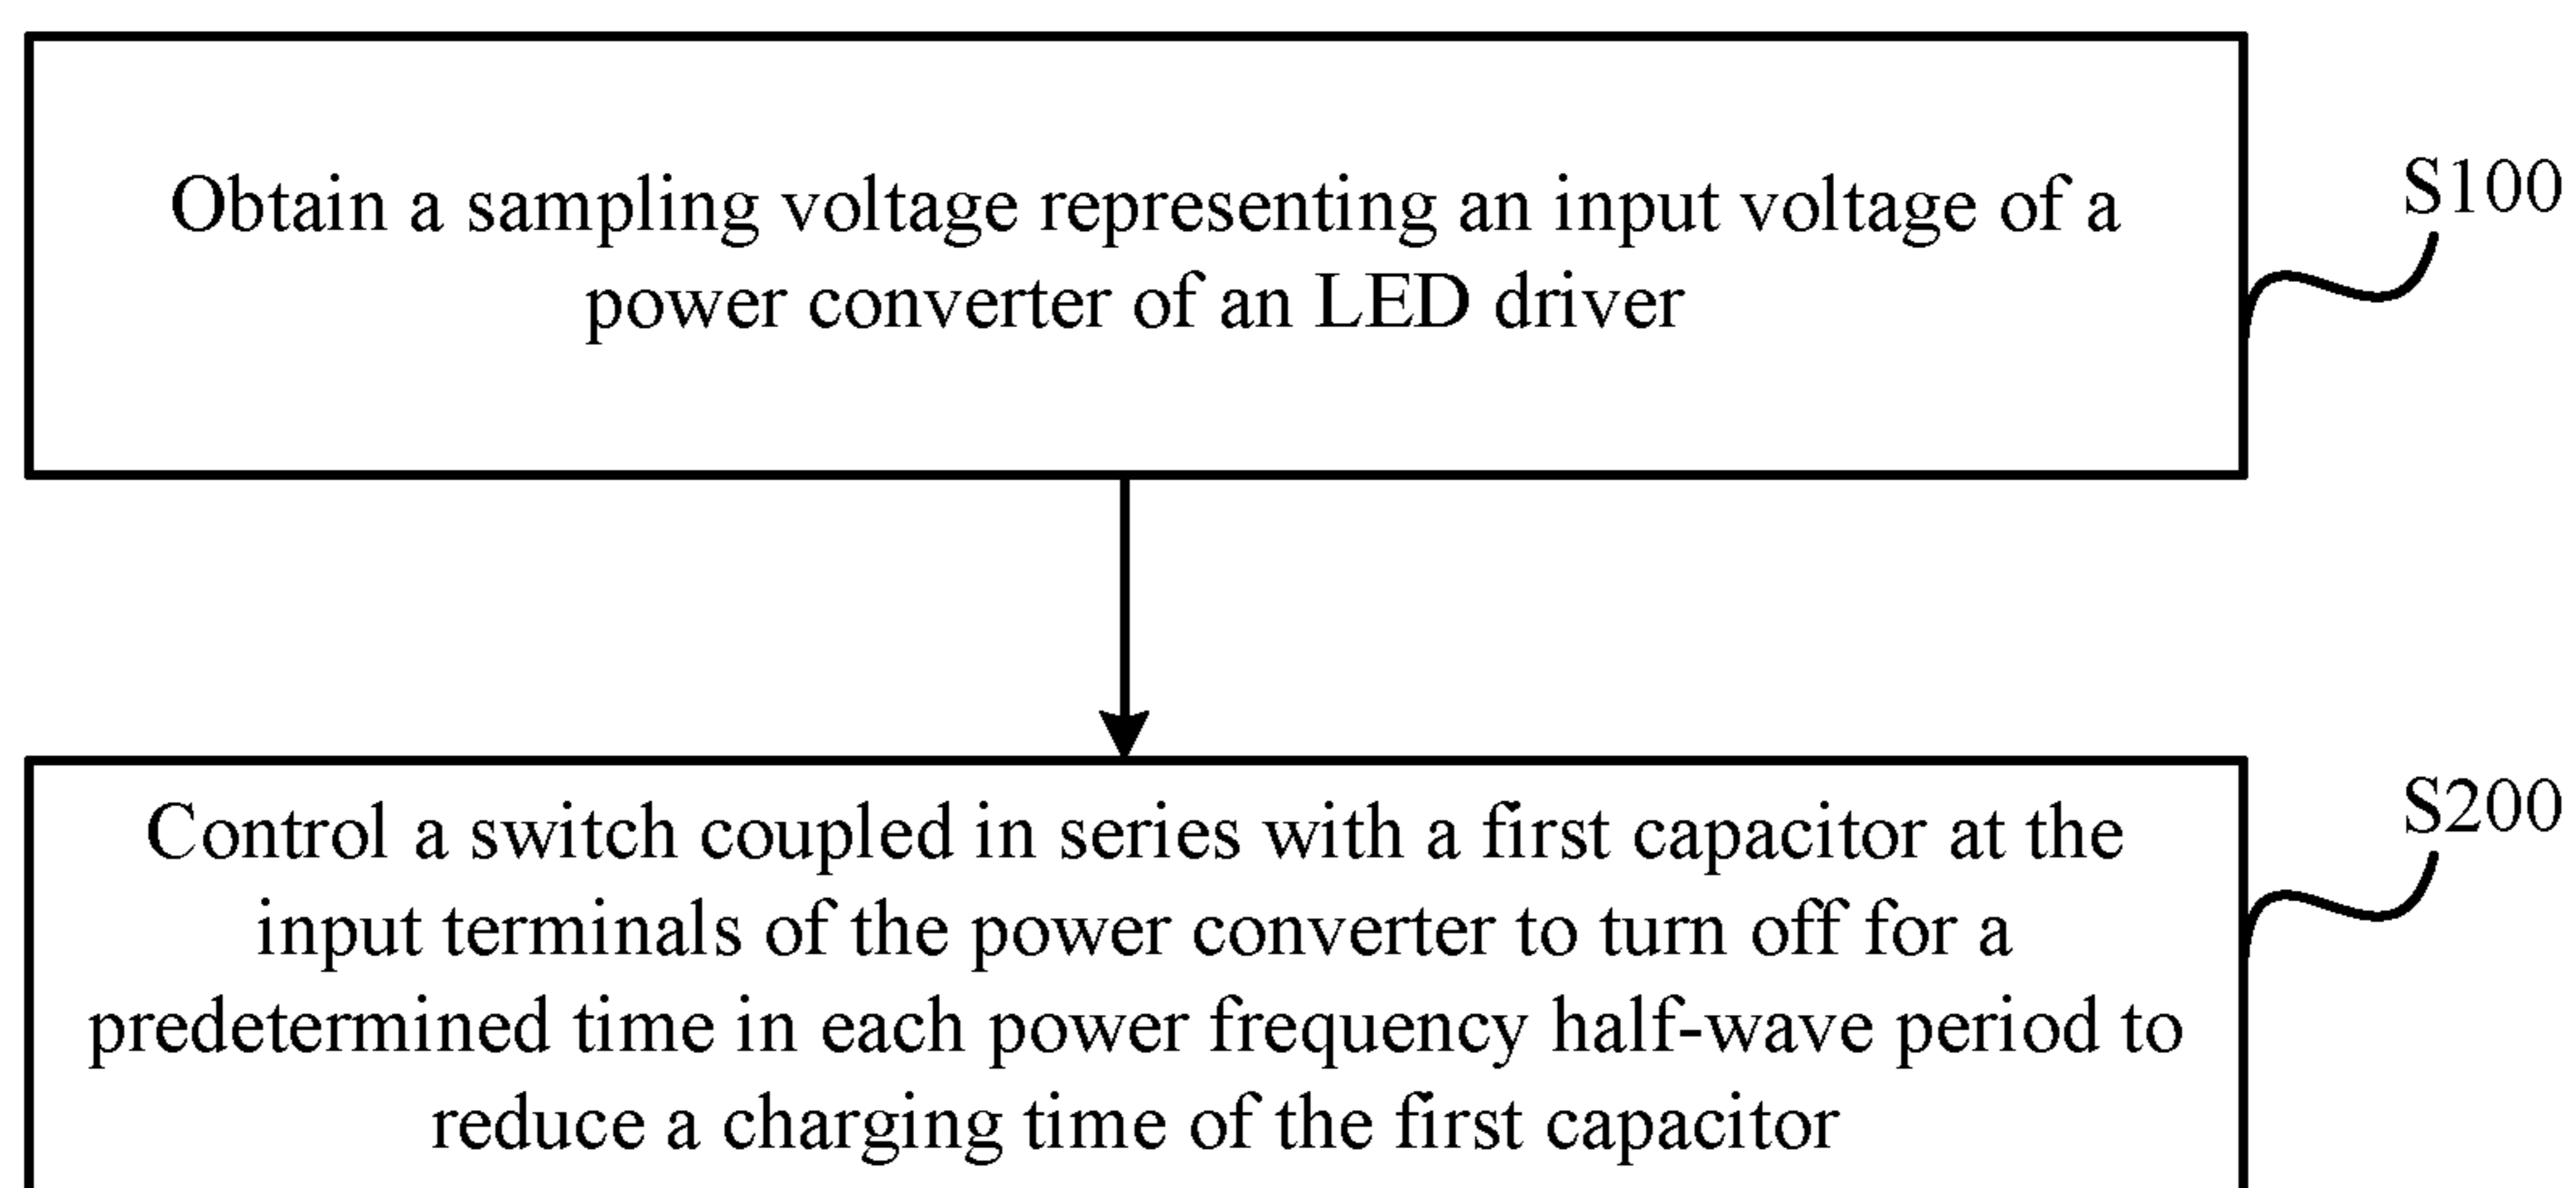 Obtain a sampling voltage representing an input voltage of a
power converter of an LED driver
S100
Control a switch coupled in series with a first capacitor at the
input terminals of the power converter to turn off for a
predetermined time in each power frequency half-wave period to
reduce a charging time of the first capacitor
S200